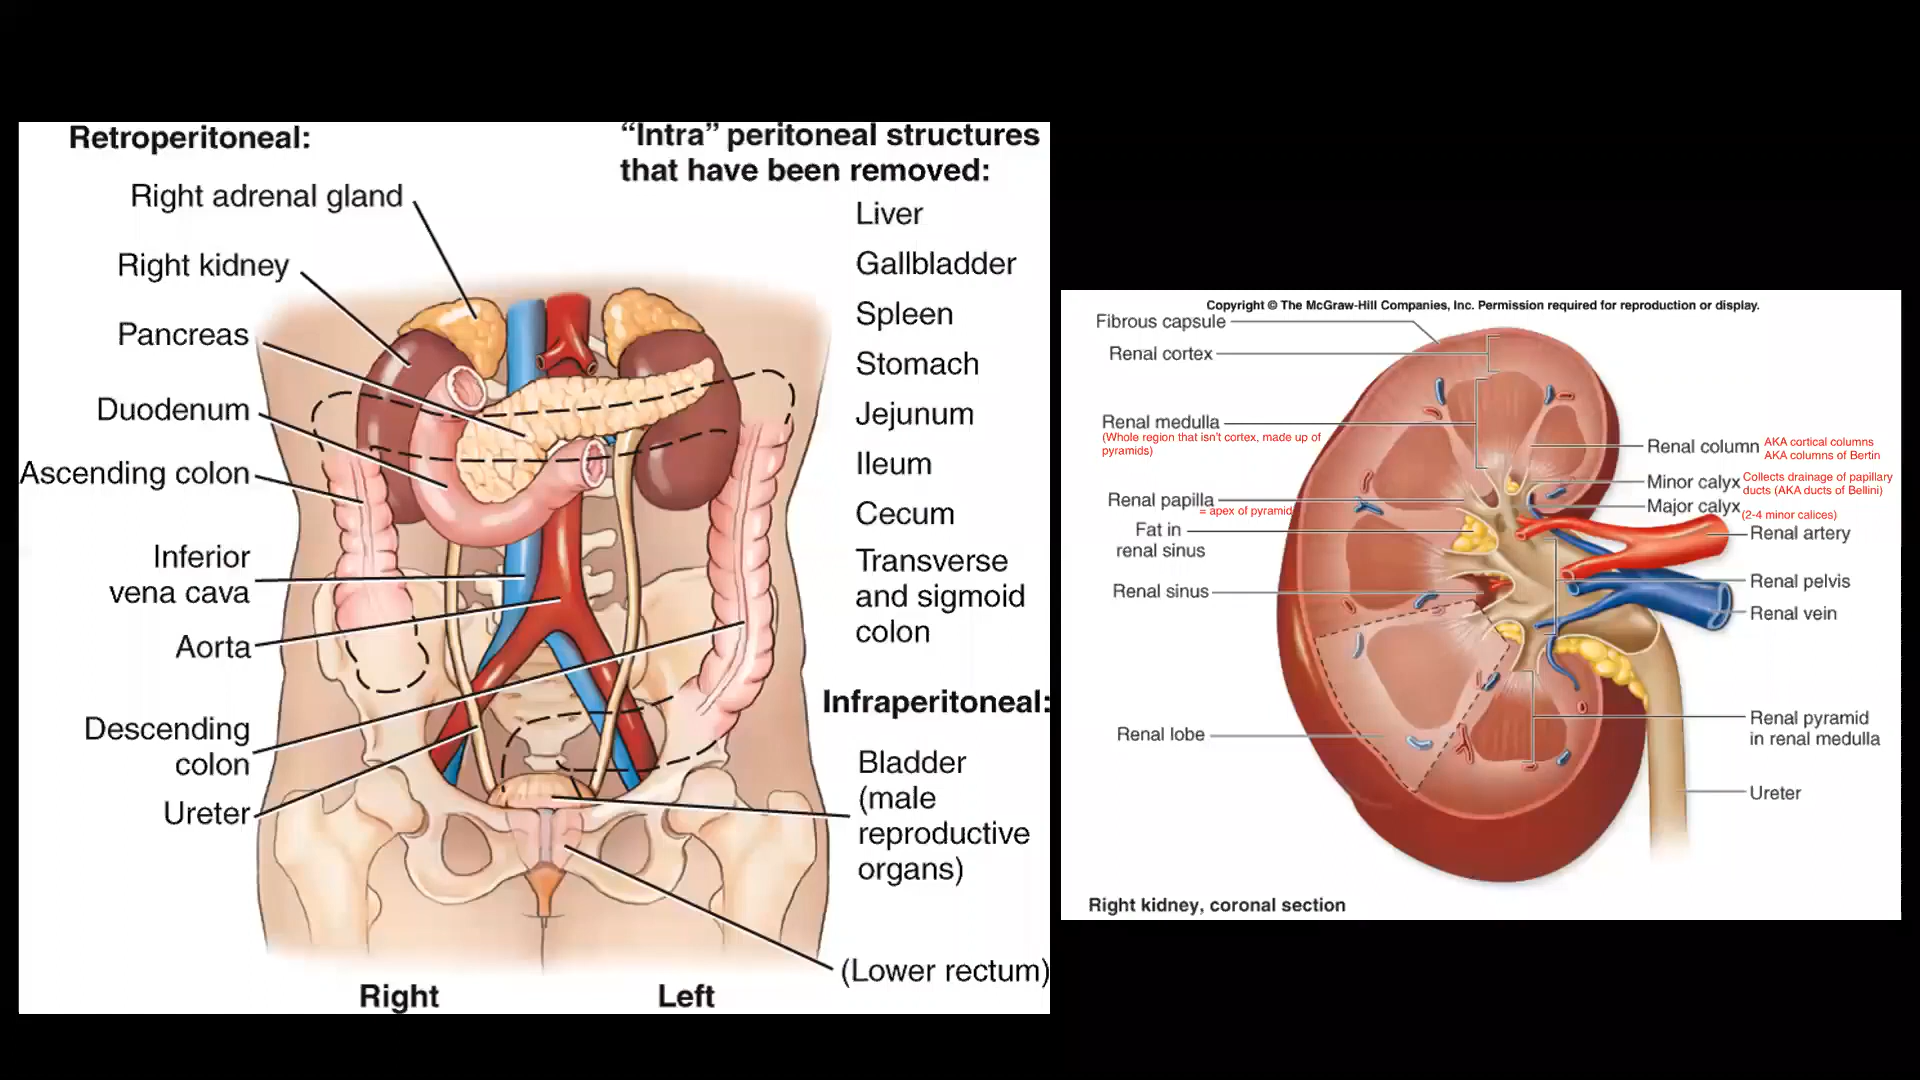 Retroperitoneal:
Right adrenal gland
Right kidney
Pancreas
Duodenum
Ascending colon
Inferior
vena cava
Aorta
Descending
colon
Ureter
“Intra” peritoneal structures
that have been removed:
Liver
Gallbladder
Spleen
Stomach
Jejunum
Ileum
Cecum
Transverse
and sigmoid
colon
Infraperitoneal:
Bladder
(male
reproductive
organs)
(Lower rectum)
Right
Left
Copyright © The McGraw-Hill Companies, Inc. Permission required for reproduction or display.
Fibrous capsule
Renal cortex
Renal medulla
(Whole region that isn't cortex, made up of
pyramids)
Renal papilla
= apex of pyramid
Fat in
renal sinus
Renal sinus
Renal lobe
Renal column AKA cortical columns
AKA columns of Bertin
Minor calyx Collects drainage of papillary
ducts (AKA ducts of Bellini)
Major calyx (2-4 minor calices)
Renal artery
Renal pelvis
Renal vein
Renal pyramid
in renal medulla
Ureter
Right kidney, coronal section